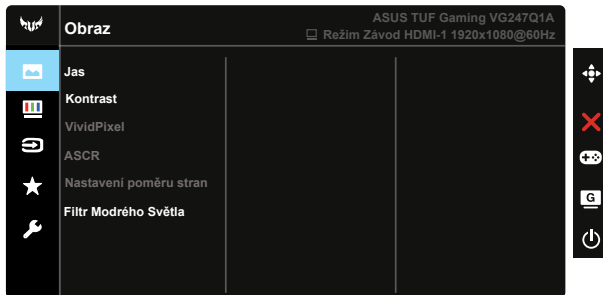 Obraz
ASUS TUF Gaming VG247Q1A
Režim Závod HDMI-1 1920x1080@60Hz
Jas
Kontrast
VividPixel
ASCR
Nastavení poměru stran
Filtr Modrého Světla
G